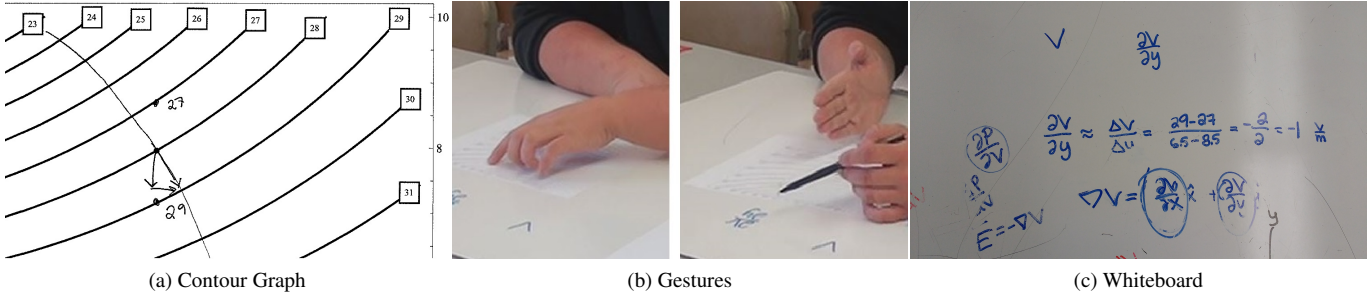 23 24 25 26 27 28 29 10
27
30
8
31
29
V ∂V/∂y
∂P/∂V
∂V/∂y ≈ ΔV/Δy = 29-27/6.5-8.5 = -2/2 = -1 V/m
∇V = ∂V/∂x x̂ + ∂V/∂y
E = -∇V
y
V
(a) Contour Graph
(b) Gestures
(c) Whiteboard